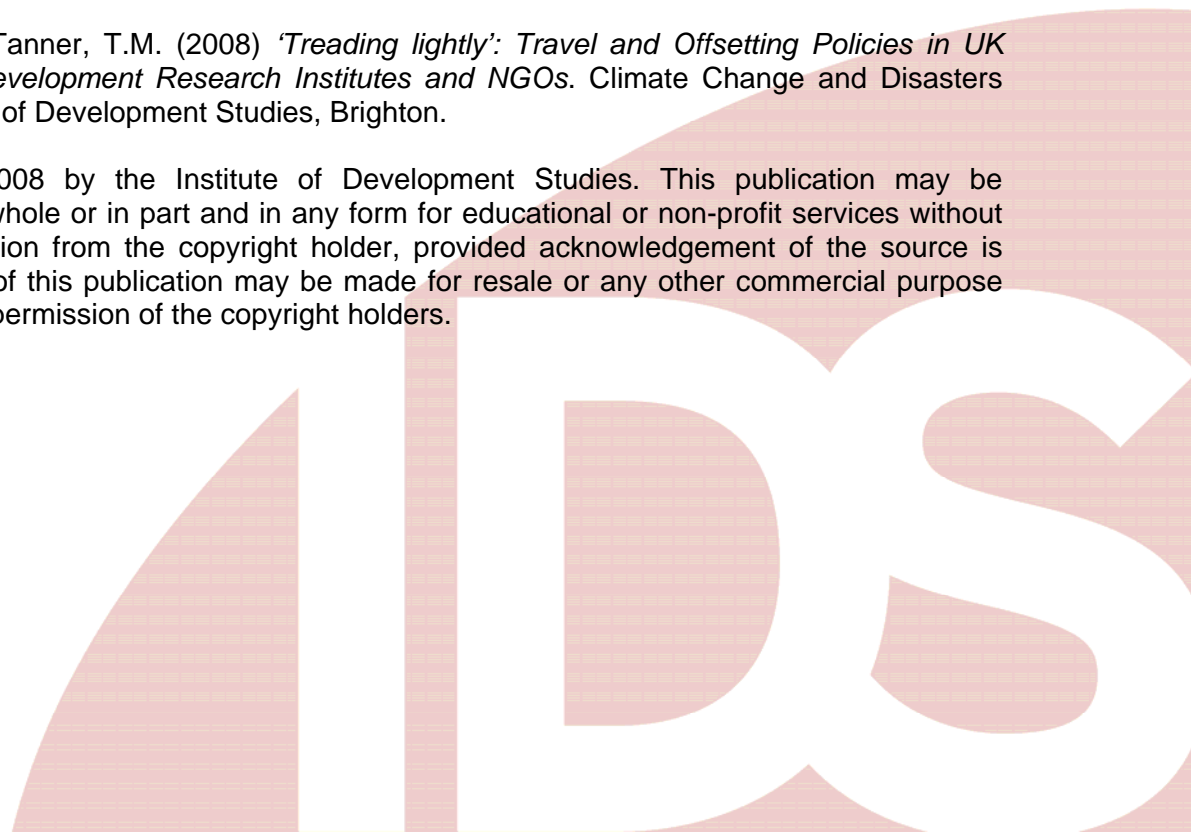 Tanner, T.M. (2008) ‘Treading lightly’: Travel and Offsetting Policies in UK
evelopment Research Institutes and NGOs. Climate Change and Disasters
of Development Studies, Brighton.
008 by the Institute of Development Studies. This publication may be
whole or in part and in any form for educational or non-profit services without
ion from the copyright holder, provided acknowledgement of the source is
of this publication may be made for resale or any other commercial purpose
permission of the copyright holders.
IDS